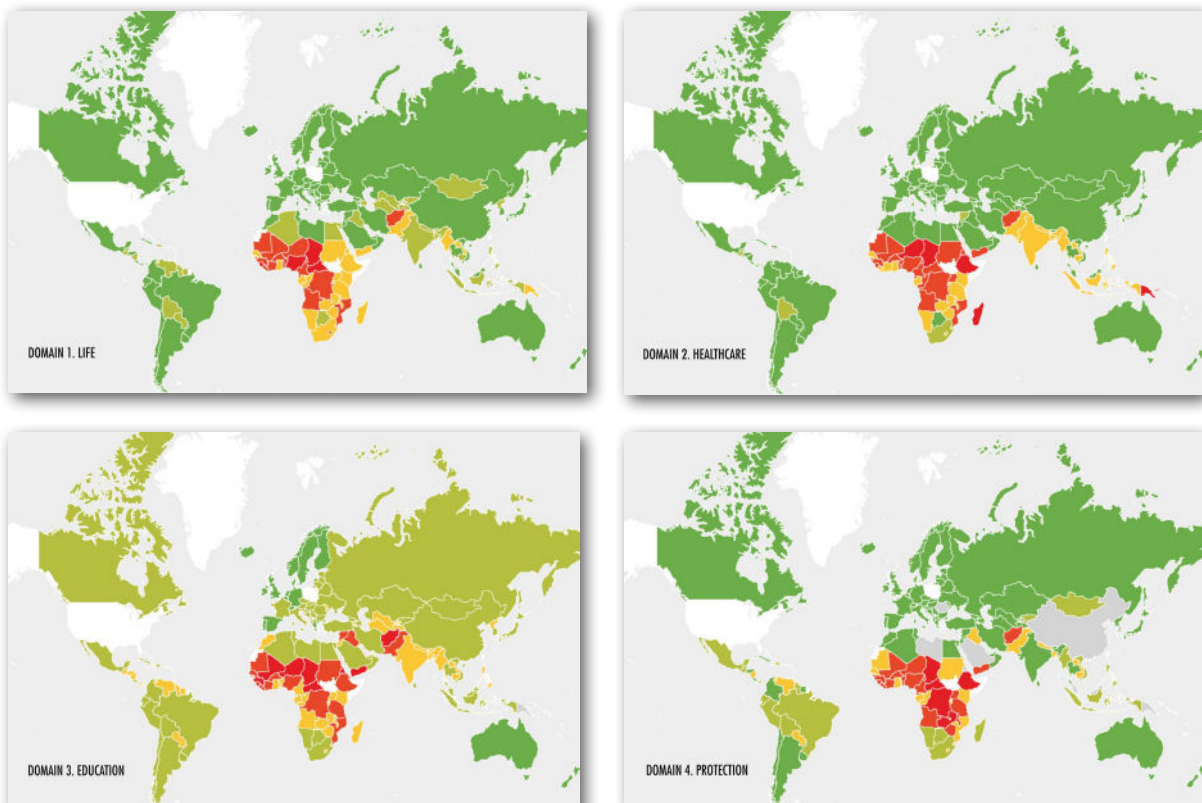 DOMAIN 1. LIFE
DOMAIN 2. HEALTHCARE
DOMAIN 3. EDUCATION
DOMAIN 4. PROTECTION